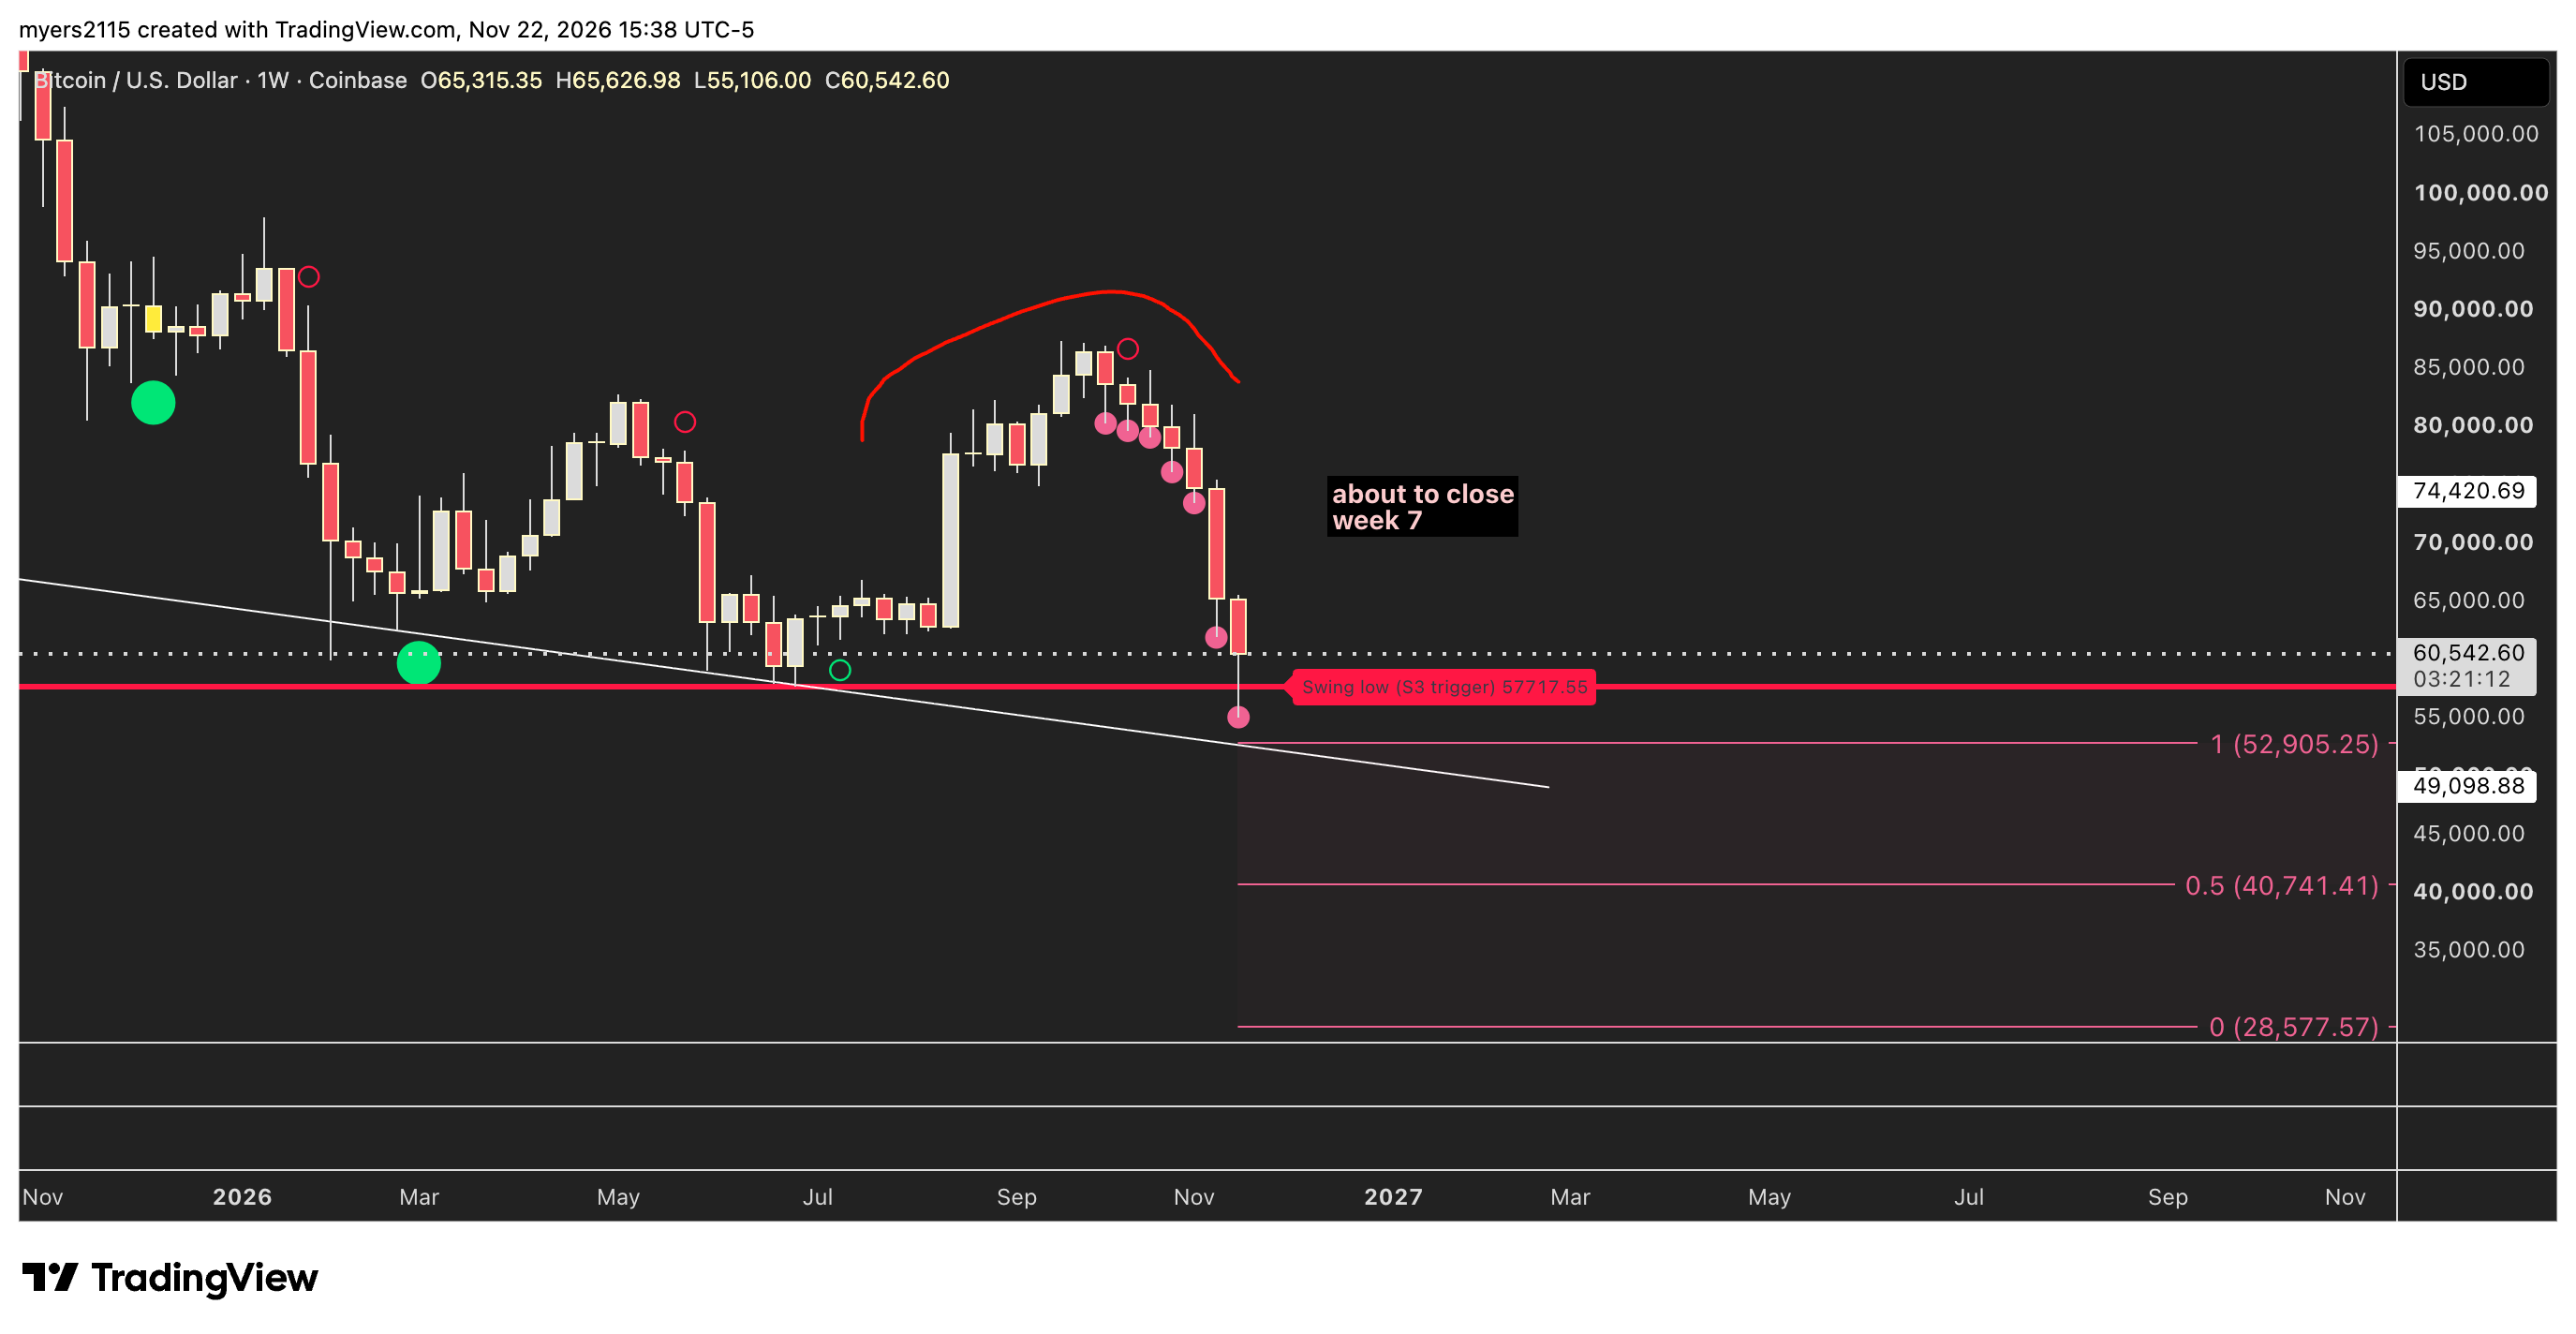 myers2115 created with TradingView.com, Nov 22, 2026 15:38 UTC-5
Bitcoin / U.S. Dollar · 1W · Coinbase O65,315.35 H65,626.98 L55,106.00 C60,542.60
USD
105,000.00
100,000.00
95,000.00
90,000.00
85,000.00
80,000.00
about to close
week 7
74,420.69
70,000.00
65,000.00
60,542.60
03:21:12
Swing low (S3 trigger) 57717.55
55,000.00
1 (52,905.25)
49,098.88
45,000.00
0.5 (40,741.41)
40,000.00
35,000.00
0 (28,577.57)
Nov 2026 Mar May Jul Sep Nov 2027 Mar May Jul Sep Nov
TradingView